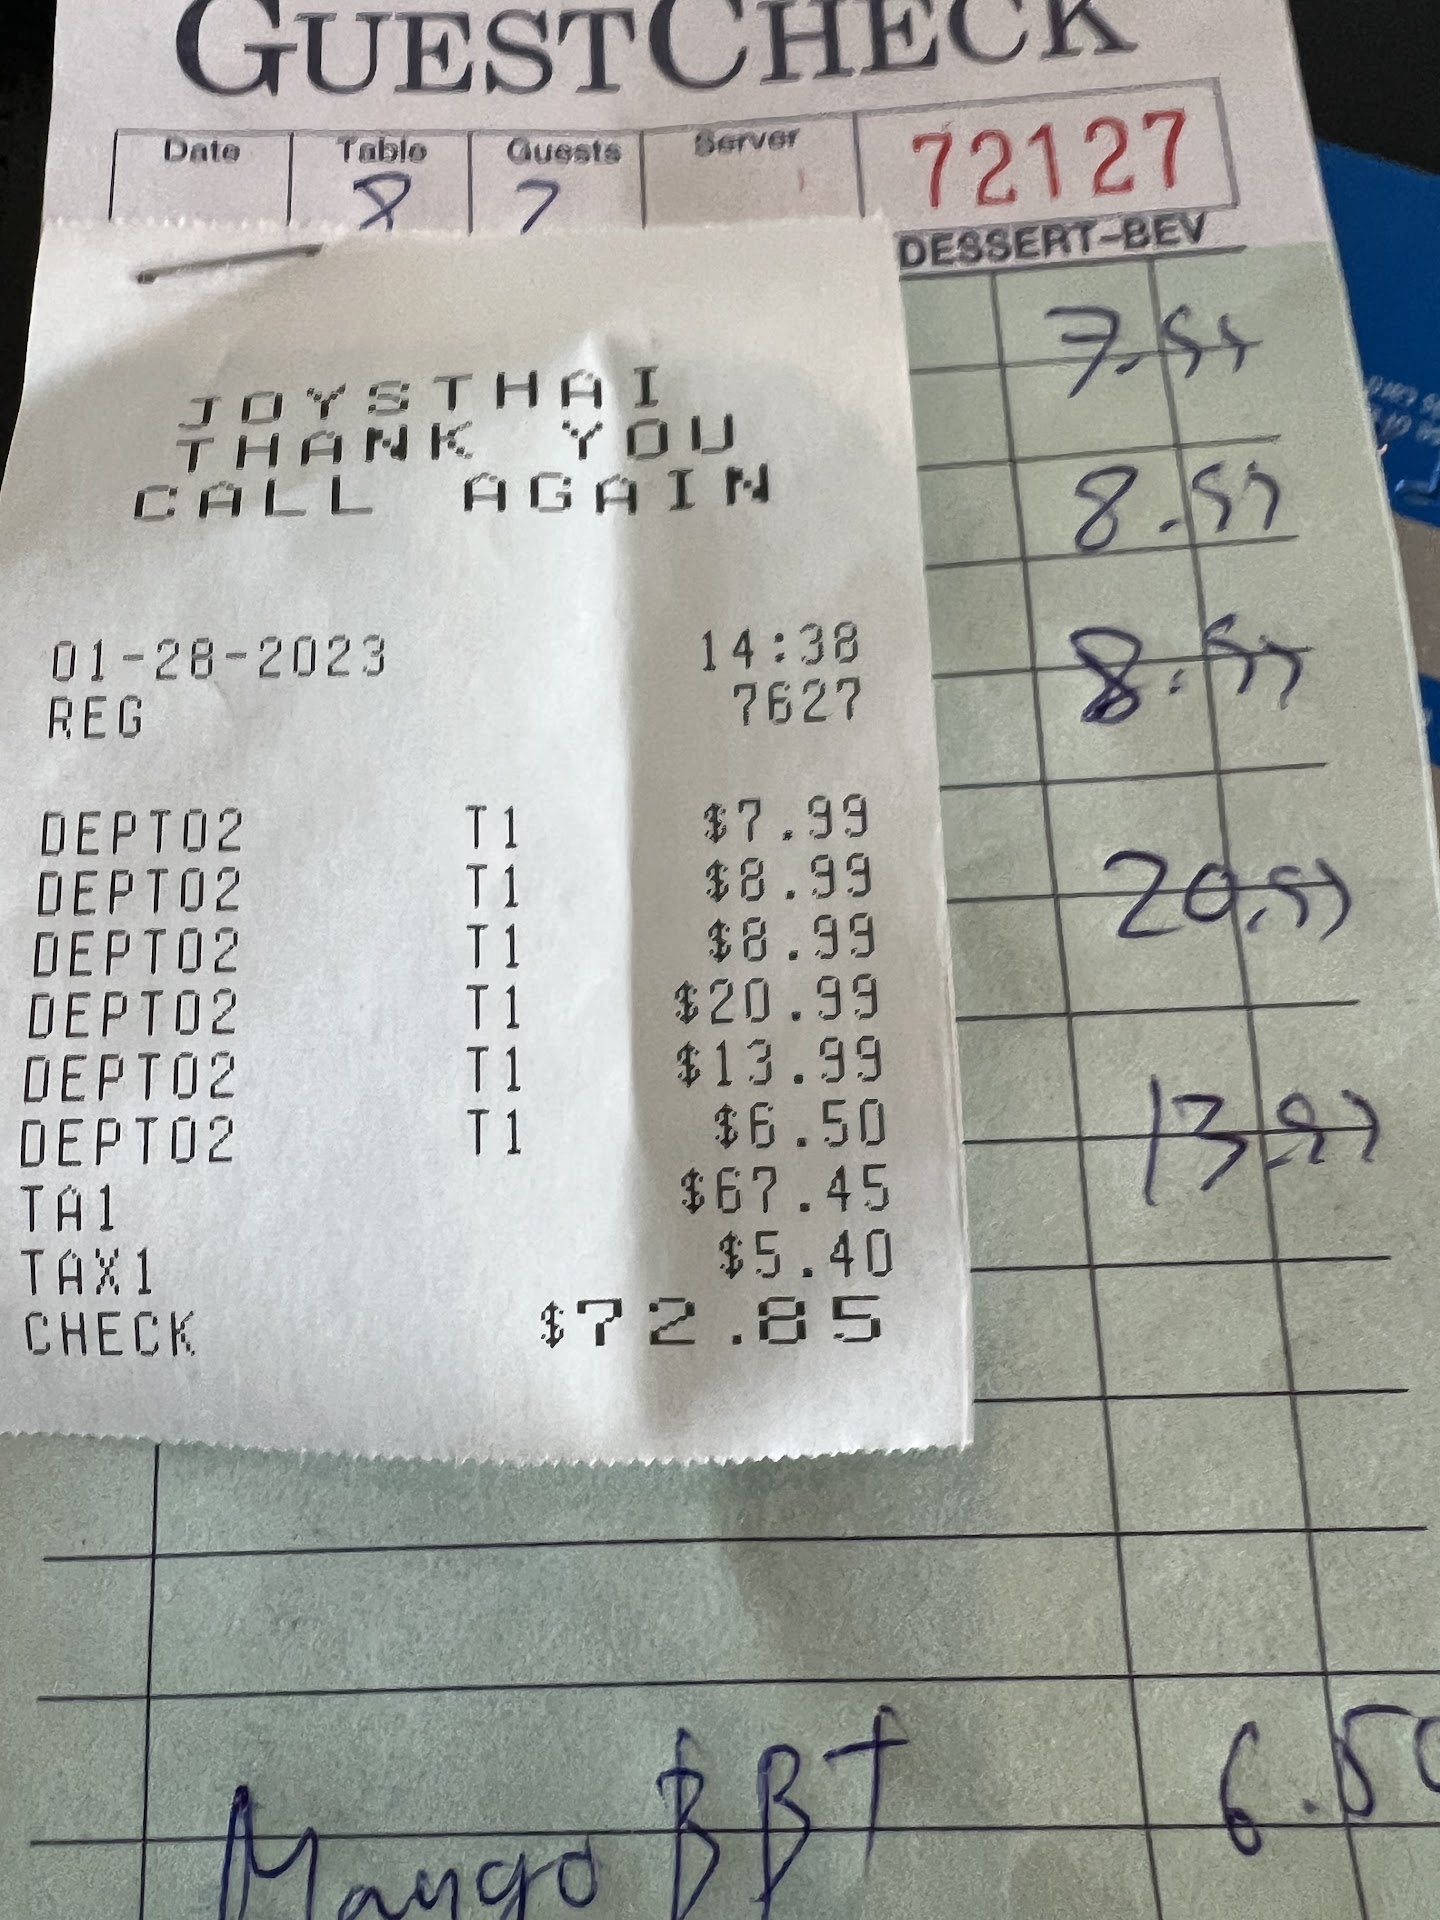 GUESTCHECK
Date Table Guests Server 72127
8
DESSERT-BEV
JOYSTHAI
THANK YOU
CALL AGAIN
01-28-2023 14:38
REG 7627
DEPT02 T1 $7.99
DEPT02 T1 $8.99
DEPT02 T1 $8.99
DEPT02 T1 $20.99
DEPT02 T1 $13.99
DEPT02 T1 $6.50
TA1 $67.45
TAX1 $5.40
CHECK $72.85
7.99
8.99
8.99
20.99
13.99
Mango BBT 6.50